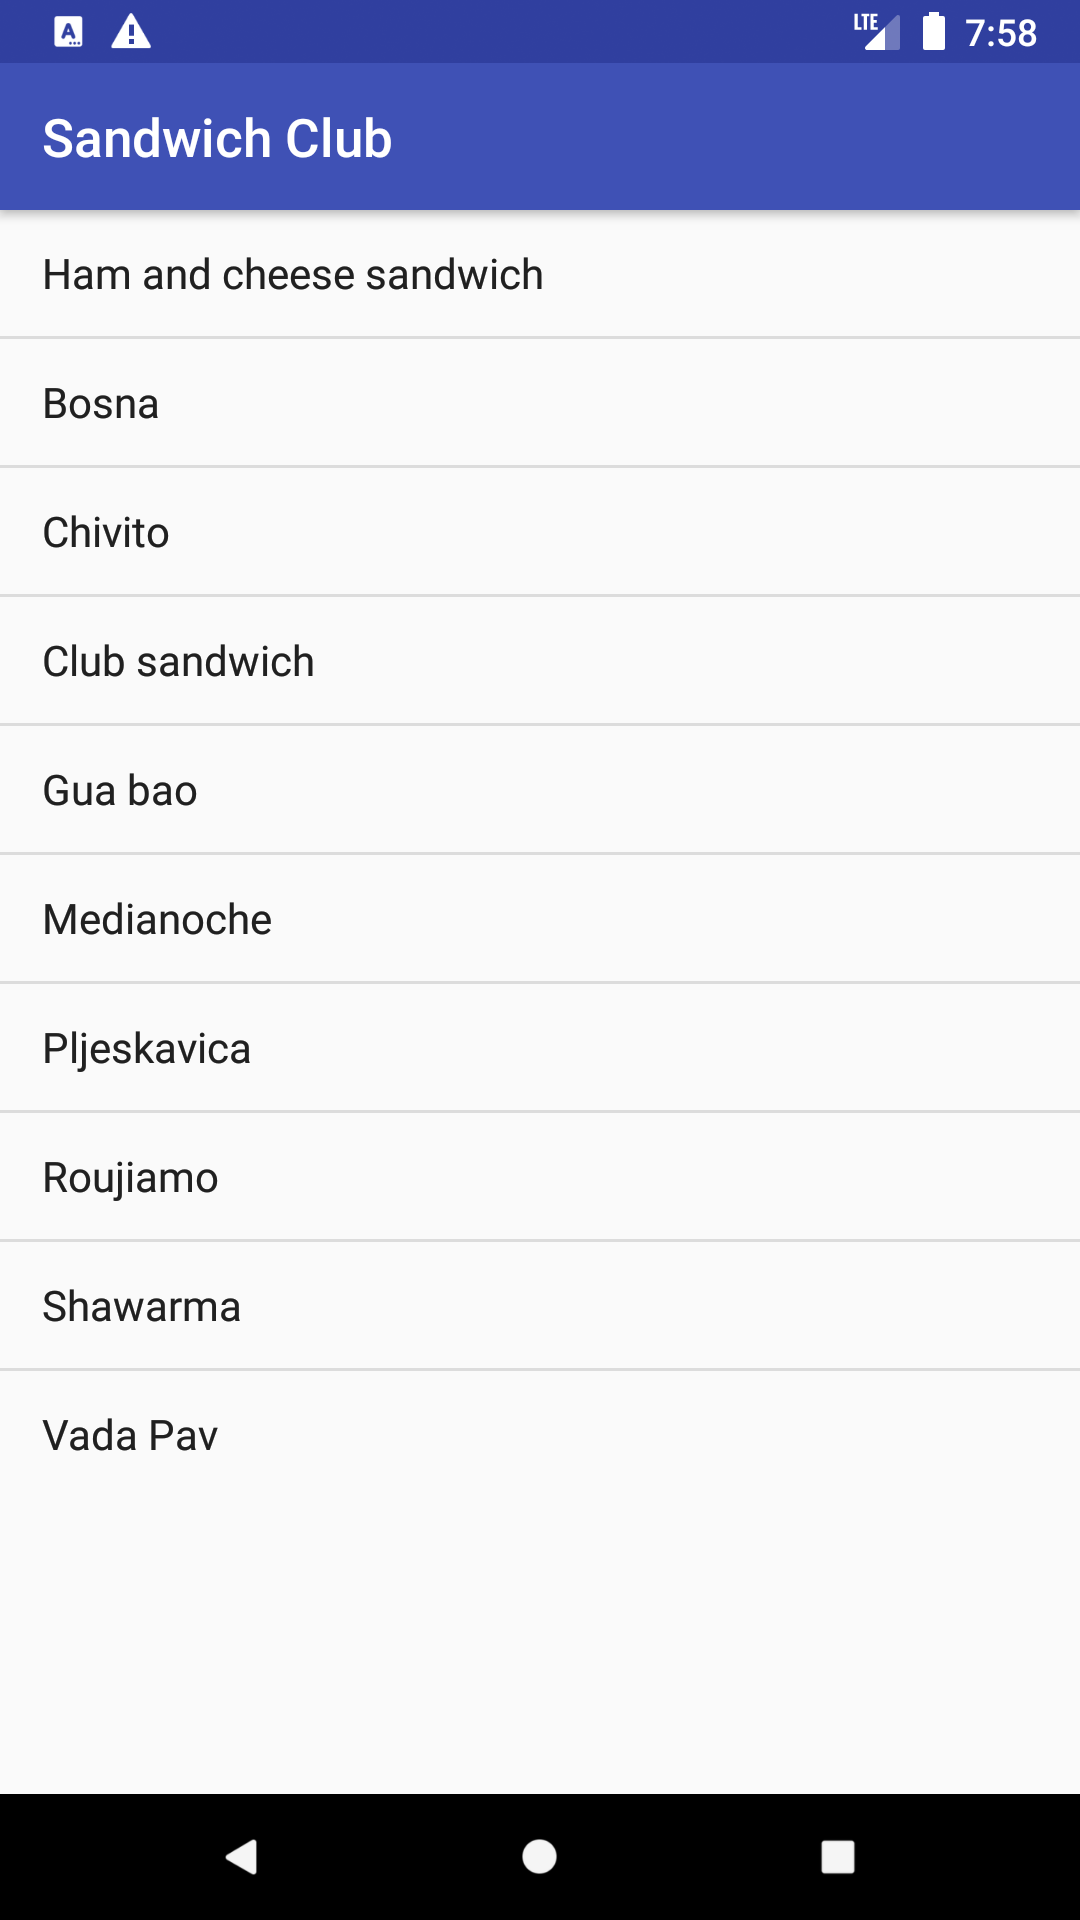 LTE 7:58
Sandwich Club
Ham and cheese sandwich
Bosna
Chivito
Club sandwich
Gua bao
Medianoche
Pljeskavica
Roujiamo
Shawarma
Vada Pav